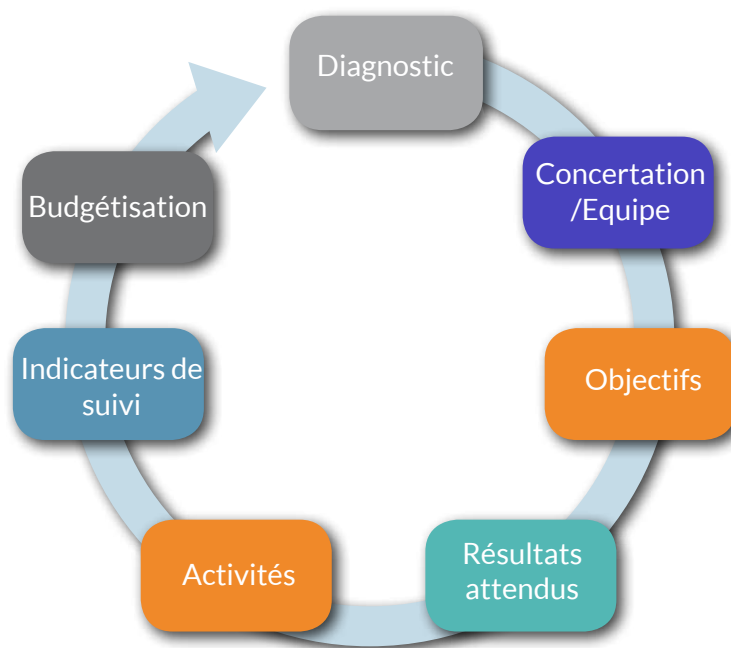 Diagnostic
Concertation
/Equipe
Objectifs
Résultats
attendus
Activités
Indicateurs de
suivi
Budgétisation